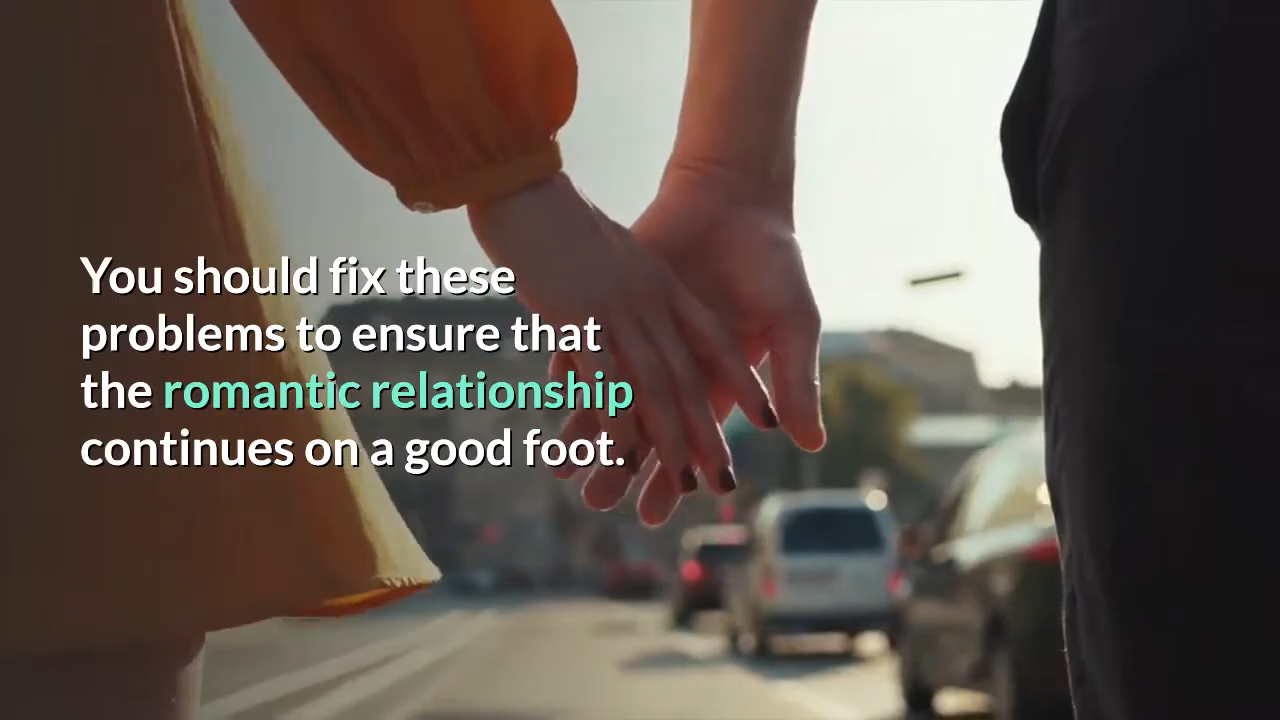 You should fix these
problems to ensure that
the romantic relationship
continues on a good foot.